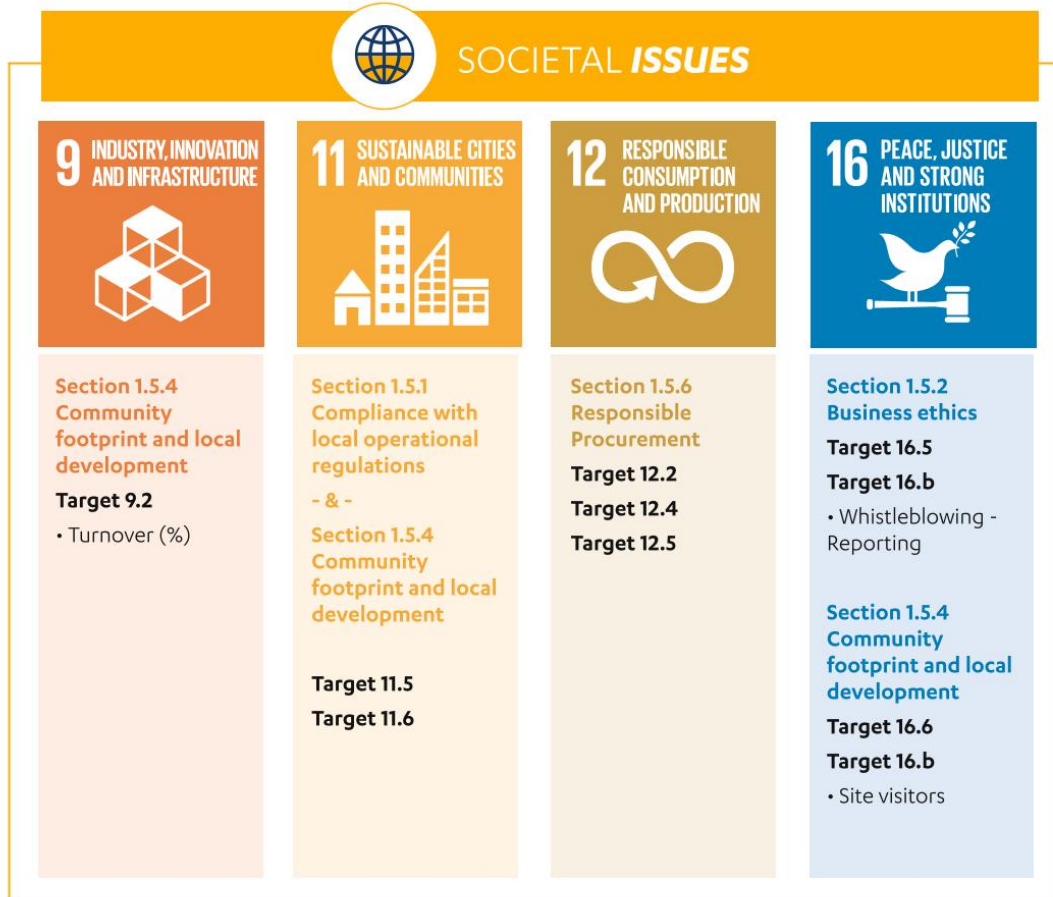 SOCIETAL ISSUES
9 INDUSTRY, INNOVATION
AND INFRASTRUCTURE
Section 1.5.4
Community
footprint and local
development
Target 9.2
• Turnover (%)
11 SUSTAINABLE CITIES
AND COMMUNITIES
Section 1.5.1
Compliance with
local operational
regulations
- & -
Section 1.5.4
Community
footprint and local
development
Target 11.5
Target 11.6
12 RESPONSIBLE
CONSUMPTION
AND PRODUCTION
Section 1.5.6
Responsible
Procurement
Target 12.2
Target 12.4
Target 12.5
16 PEACE, JUSTICE
AND STRONG
INSTITUTIONS
Section 1.5.2
Business ethics
Target 16.5
Target 16.b
• Whistleblowing -
Reporting
Section 1.5.4
Community
footprint and local
development
Target 16.6
Target 16.b
• Site visitors